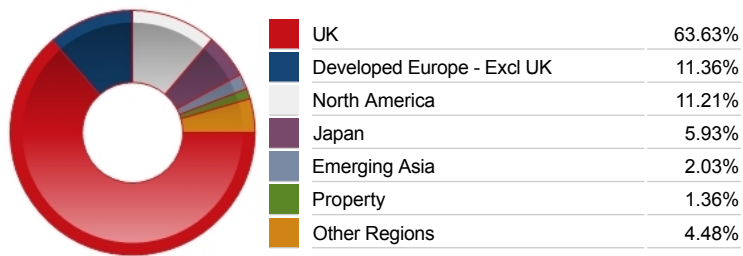 UK 63.63%
Developed Europe - Excl UK 11.36%
North America 11.21%
Japan 5.93%
Emerging Asia 2.03%
Property 1.36%
Other Regions 4.48%